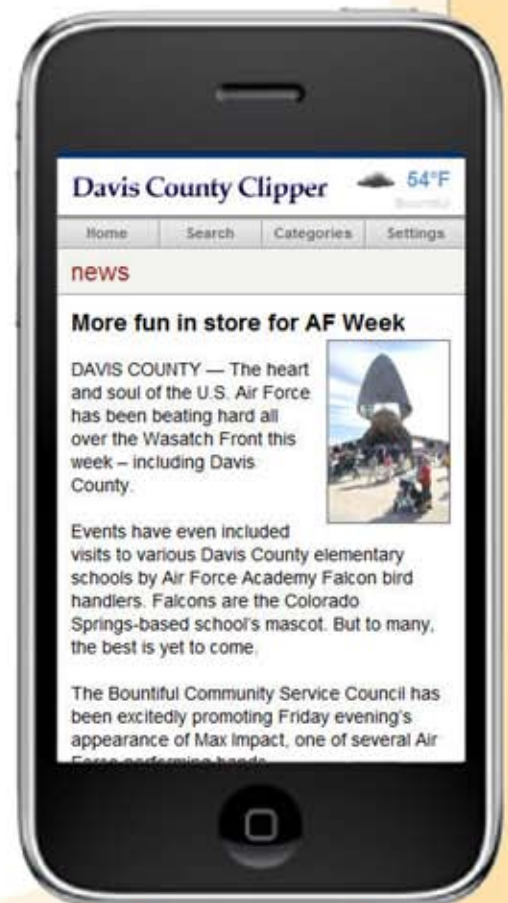 Davis County Clipper
54°F
Bountiful
Home Search Categories Settings
news
More fun in store for AF Week
DAVIS COUNTY — The heart
and soul of the U.S. Air Force
has been beating hard all
over the Wasatch Front this
week – including Davis
County.
Events have even included
visits to various Davis County elementary
schools by Air Force Academy Falcon bird
handlers. Falcons are the Colorado
Springs-based school's mascot. But to many,
the best is yet to come.
The Bountiful Community Service Council has
been excitedly promoting Friday evening's
appearance of Max Impact, one of several Air
Force performing bands